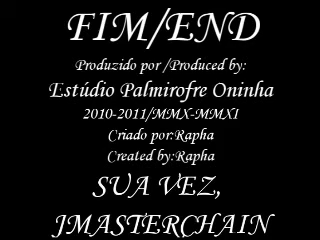 FIM/END
Produzido por /Produced by:
Estúdio Palmirofre Oninha
2010-2011/MMX-MMXI
Criado por:Rapha
Created by:Rapha
SUA VEZ,
JMASTERCHAIN